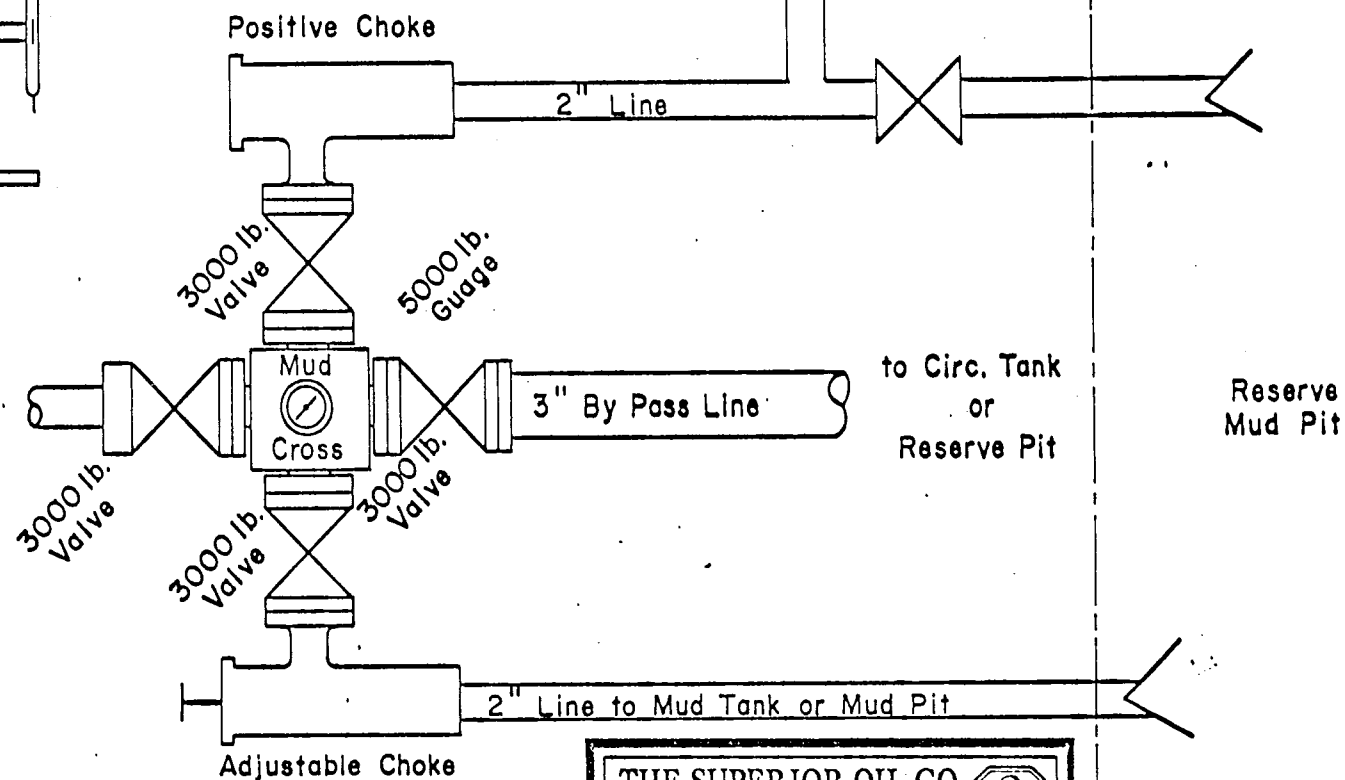 Positive Choke
2" Line
3000 lb.
Valve
5000 lb.
Guage
Mud
Cross
3" By Pass Line
to Circ. Tank
or
Reserve Pit
Reserve
Mud Pit
3000 lb.
Valve
3000 lb.
Valve
3000 lb.
Valve
2" Line to Mud Tank or Mud Pit
Adjustable Choke
THE SUPERIOR OIL CO